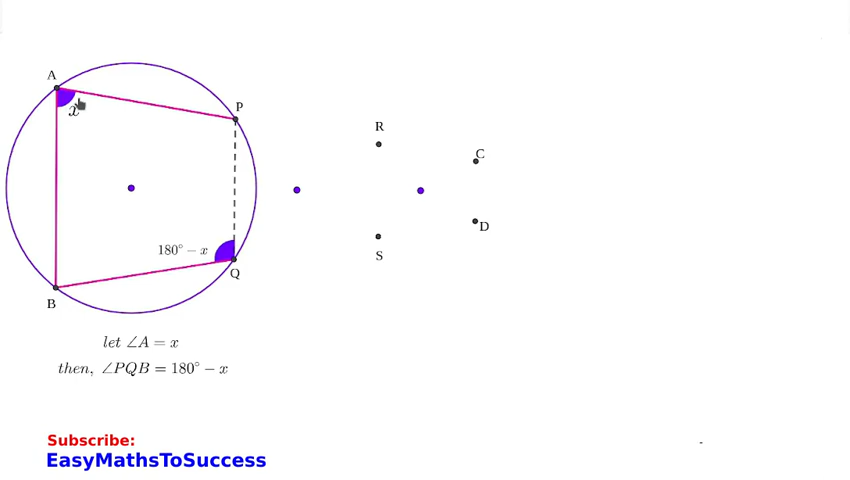 A
P
x
R
C
180° − x
D
S
Q
B
let ∠A = x
then, ∠PQB = 180° − x
Subscribe:
EasyMathsToSuccess